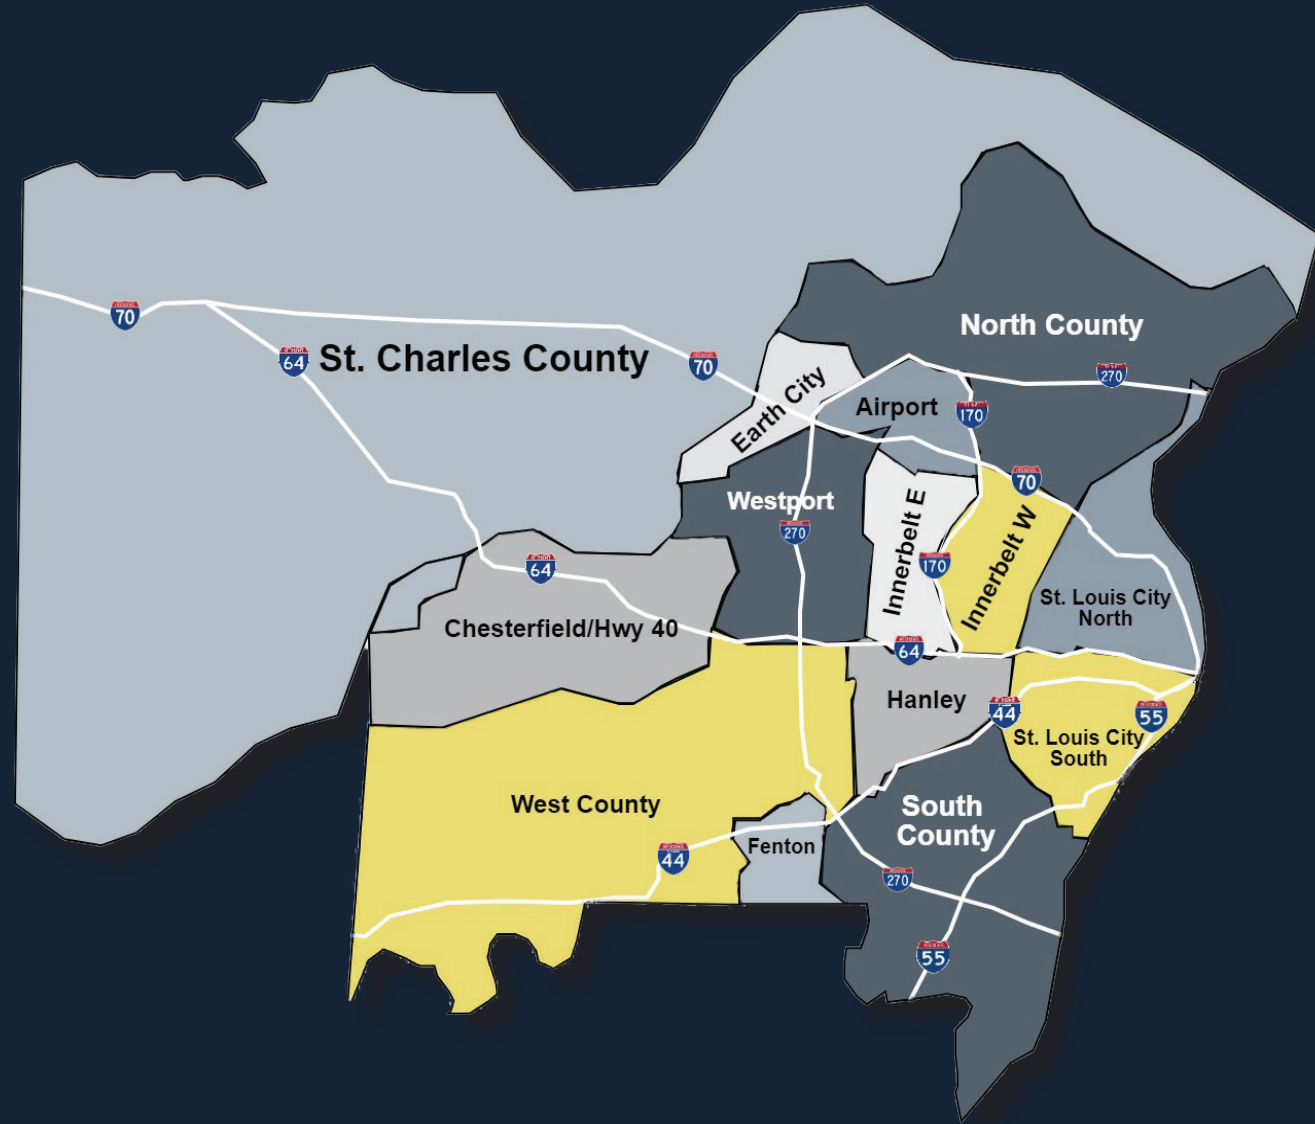 North County
70
64
St. Charles County
70
270
Earth City
Airport
170
Westport
270
Innerbelt E
170
Innerbelt W
70
64
St. Louis City
North
Chesterfield/Hwy 40
64
Hanley
44
55
St. Louis City
South
West County
South
County
44
Fenton
270
55